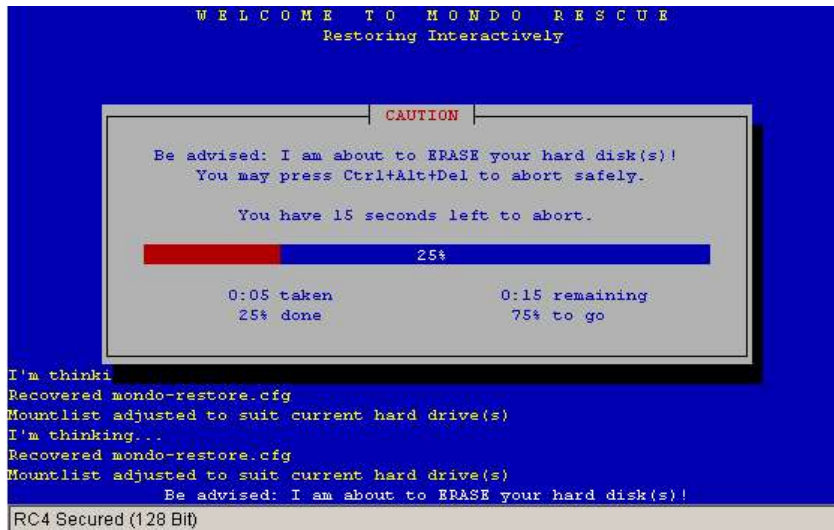 W E L C O M E   T O   M O N D O   R E S C U E
Restoring Interactively
CAUTION
Be advised: I am about to ERASE your hard disk(s)!
You may press Ctrl+Alt+Del to abort safely.
You have 15 seconds left to abort.
25%
0:05 taken 0:15 remaining
25% done 75% to go
I'm thinki
Recovered mondo-restore.cfg
Mountlist adjusted to suit current hard drive(s)
I'm thinking...
Recovered mondo-restore.cfg
Mountlist adjusted to suit current hard drive(s)
Be advised: I am about to ERASE your hard disk(s)!
RC4 Secured (128 Bit)